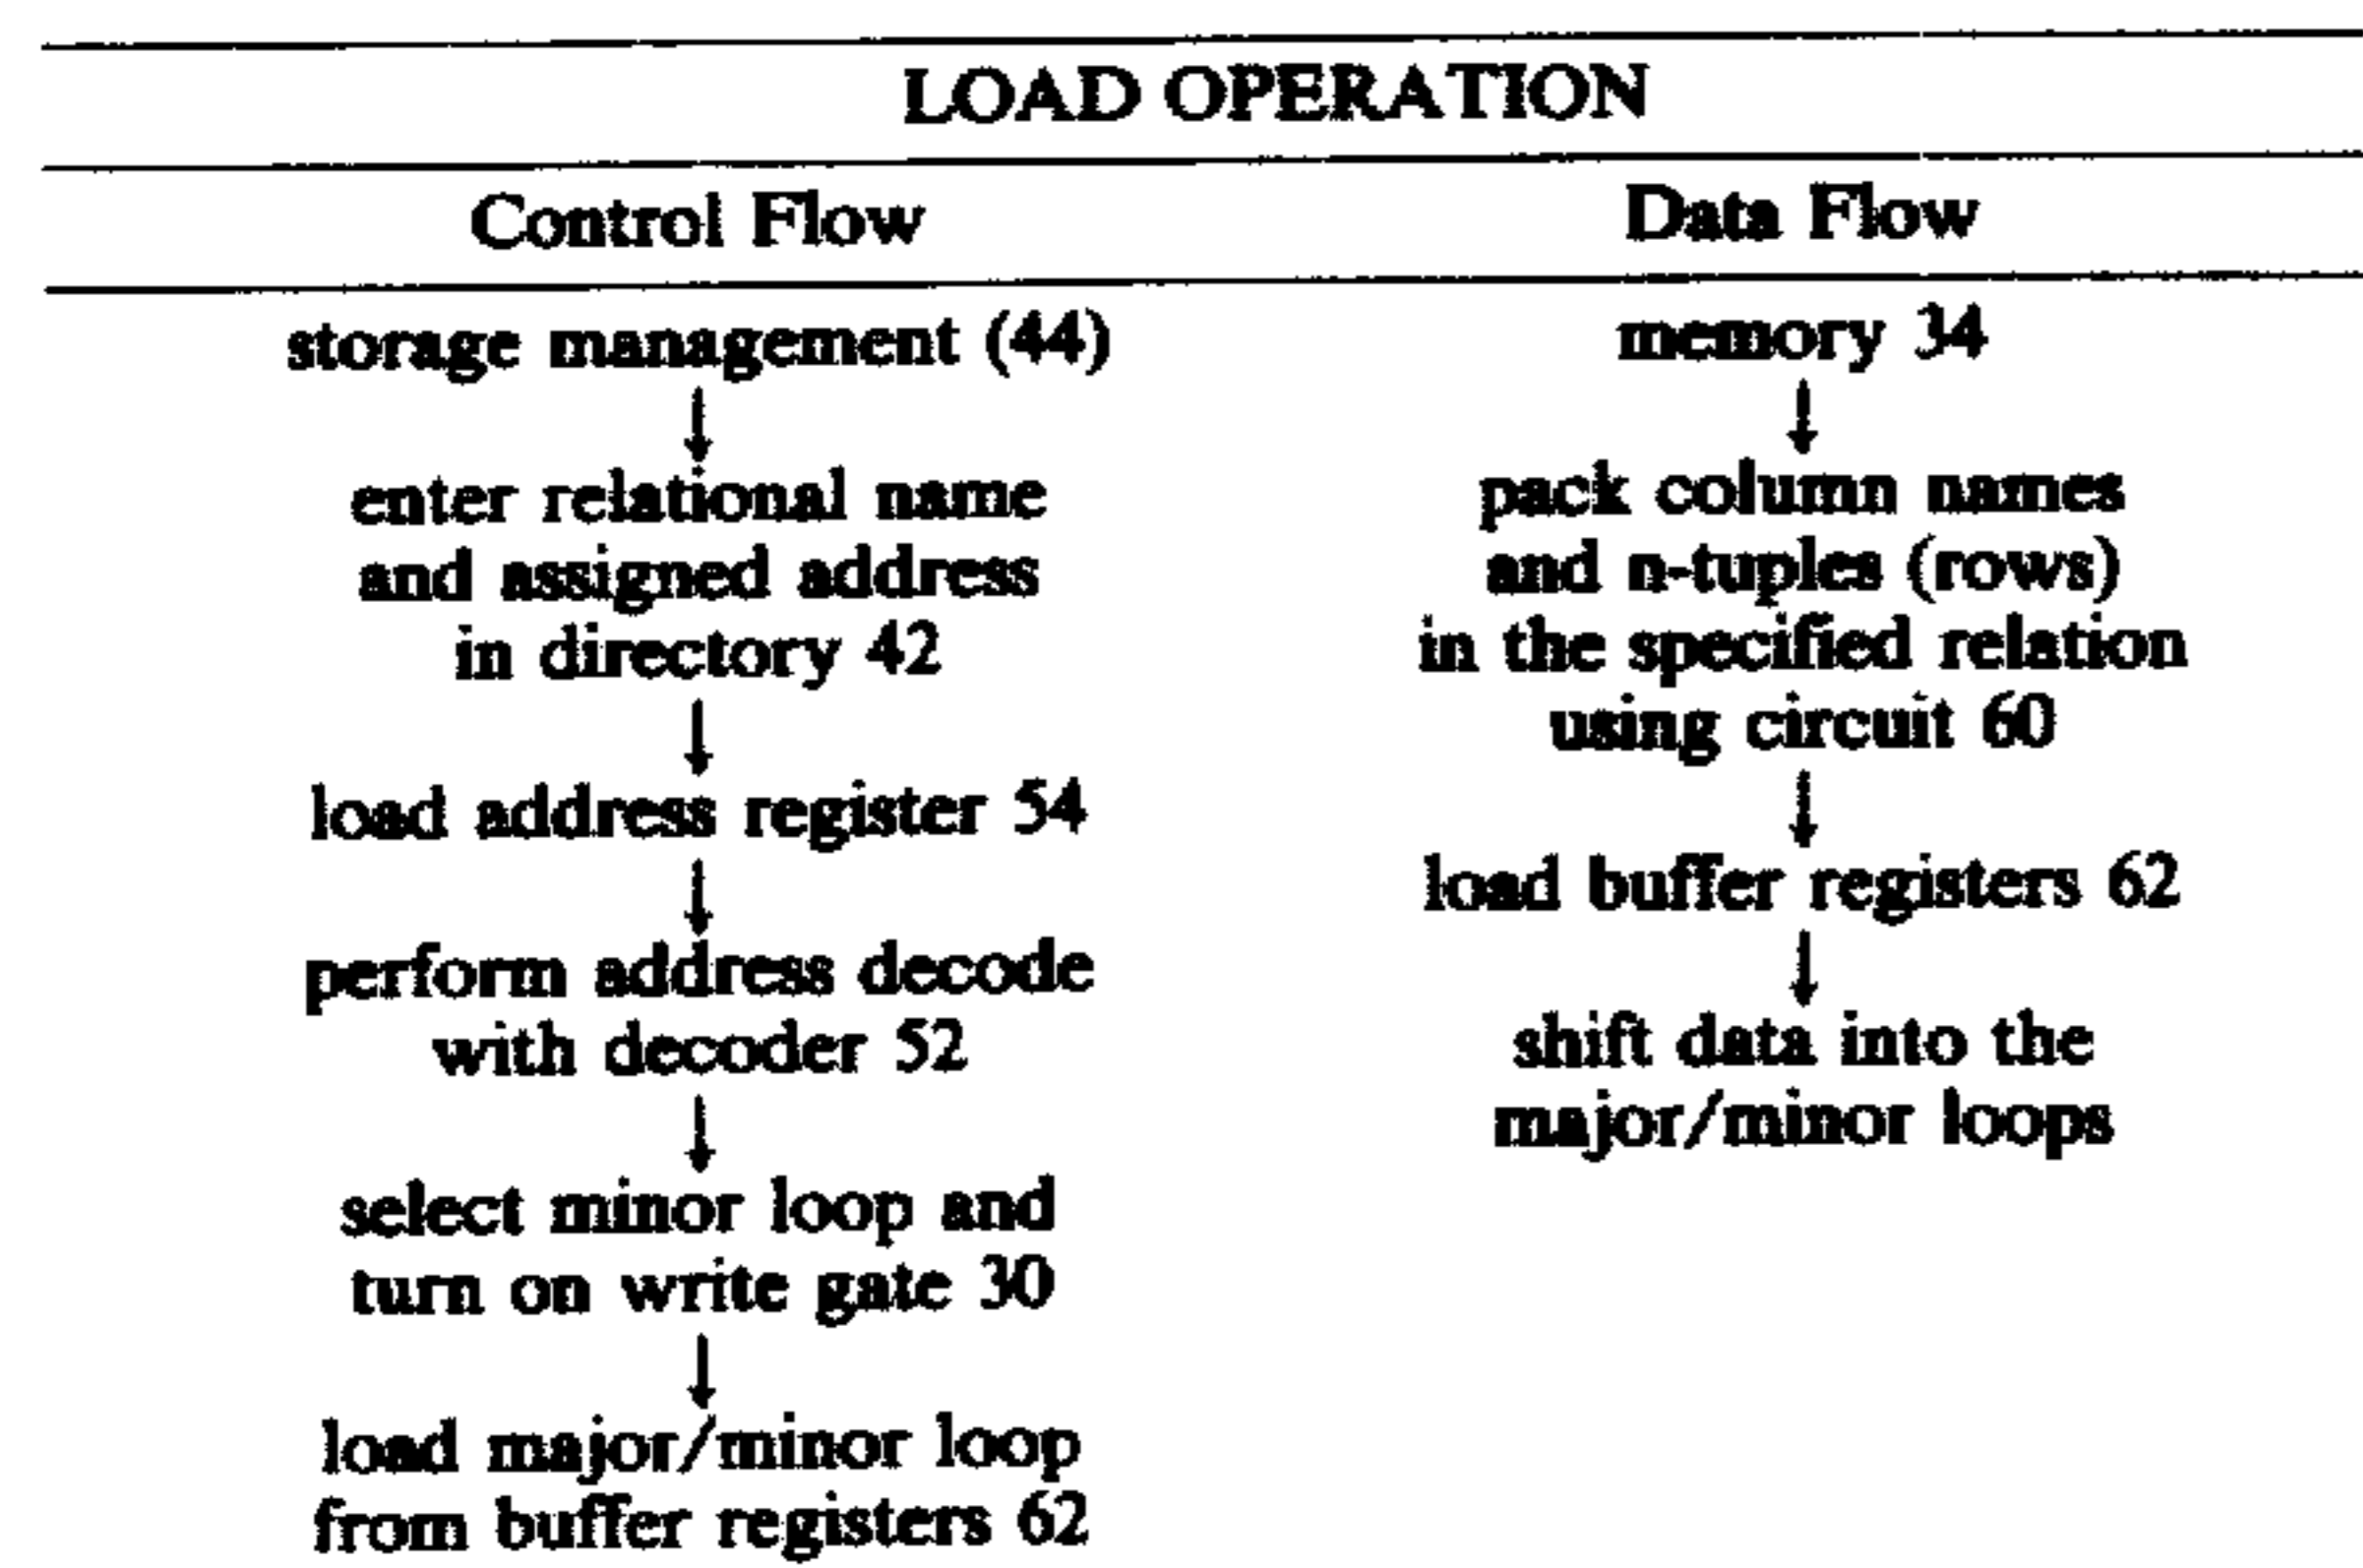 LOAD OPERATION
Control Flow
Data Flow
storage management (44)
↓
enter relational name
and assigned address
in directory 42
↓
load address register 54
↓
perform address decode
with decoder 52
↓
select minor loop and
turn on write gate 30
↓
load major/minor loop
from buffer registers 62
memory 34
↓
pack column names
and n-tuples (rows)
in the specified relation
using circuit 60
↓
load buffer registers 62
↓
shift data into the
major/minor loops